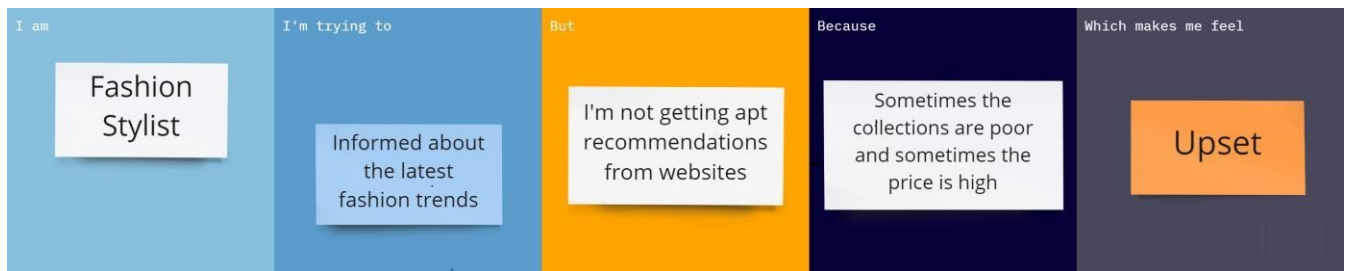 I am
Fashion
Stylist
I'm trying to
Informed about
the latest
fashion trends
But
I'm not getting apt
recommendations
from websites
Because
Sometimes the
collections are poor
and sometimes the
price is high
Which makes me feel
Upset